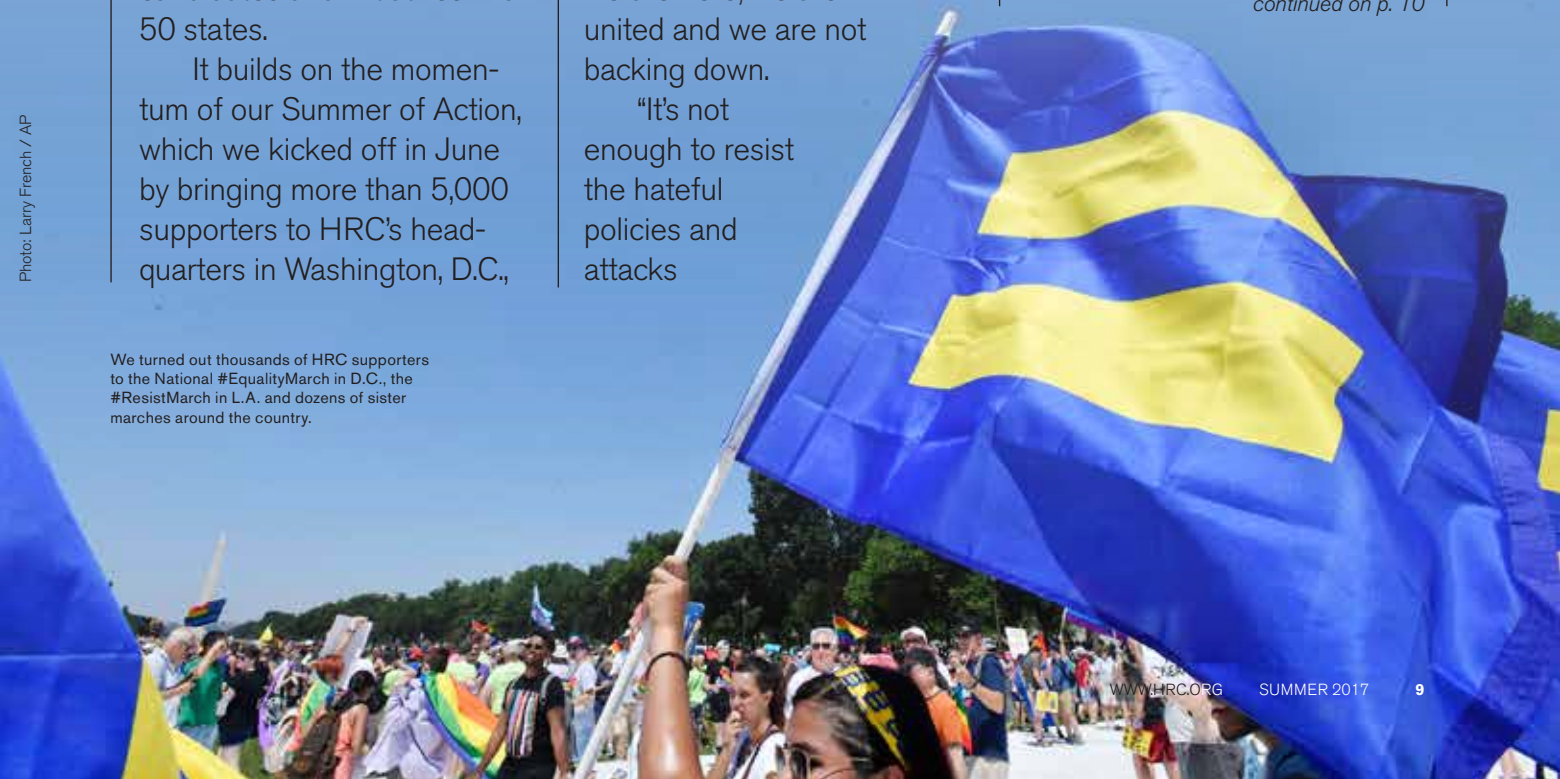 50 states.
It builds on the momen-
tum of our Summer of Action,
which we kicked off in June
by bringing more than 5,000
supporters to HRC's head-
quarters in Washington, D.C.,
united and we are not
backing down.
“It's not
enough to resist
the hateful
policies and
attacks
continued on p. 10
Photo: Larry French / AP
We turned out thousands of HRC supporters
to the National #EqualityMarch in D.C., the
#ResistMarch in L.A. and dozens of sister
marches around the country.
WWW.HRC.ORG SUMMER 2017 9